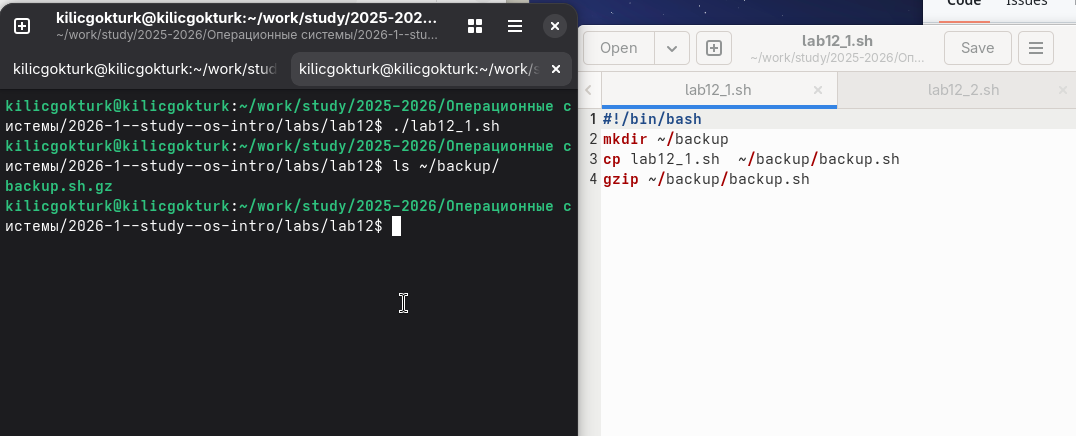 kilicgokturk@kilicgokturk:~/work/study/2025-202...
~/work/study/2025-2026/Операционные системы/2026-1--stu...
kilicgokturk@kilicgokturk:~/work/stud
kilicgokturk@kilicgokturk:~/work/s
kilicgokturk@kilicgokturk:~/work/study/2025-2026/Операционные с
истемы/2026-1--study--os-intro/labs/lab12$ ./lab12_1.sh
kilicgokturk@kilicgokturk:~/work/study/2025-2026/Операционные с
истемы/2026-1--study--os-intro/labs/lab12$ ls ~/backup/
backup.sh.gz
kilicgokturk@kilicgokturk:~/work/study/2025-2026/Операционные с
истемы/2026-1--study--os-intro/labs/lab12$
Code Issues
Open
lab12_1.sh
~/work/study/2025-2026/Оп...
Save
lab12_1.sh
lab12_2.sh
1 #!/bin/bash
2 mkdir ~/backup
3 cp lab12_1.sh  ~/backup/backup.sh
4 gzip ~/backup/backup.sh